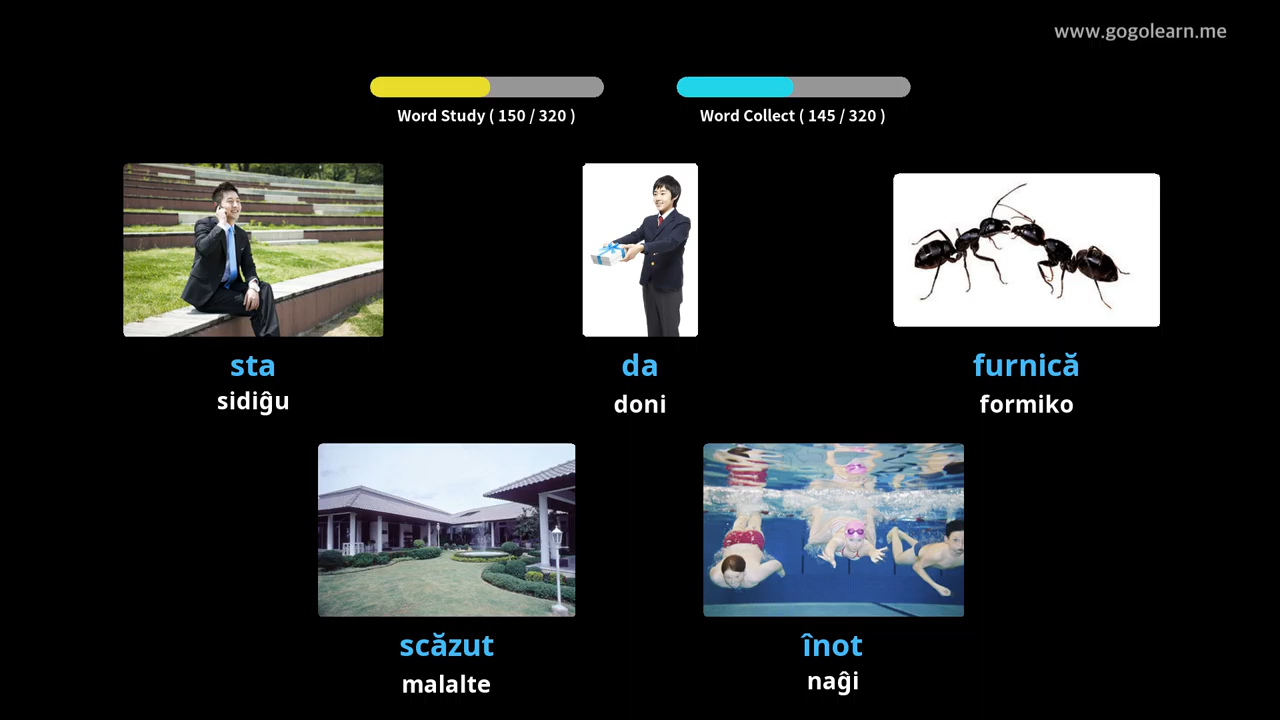 www.gogolearn.me
Word Study ( 150 / 320 )
Word Collect ( 145 / 320 )
sta
sidiĝu
da
doni
furnică
formiko
scăzut
malalte
înot
naĝi